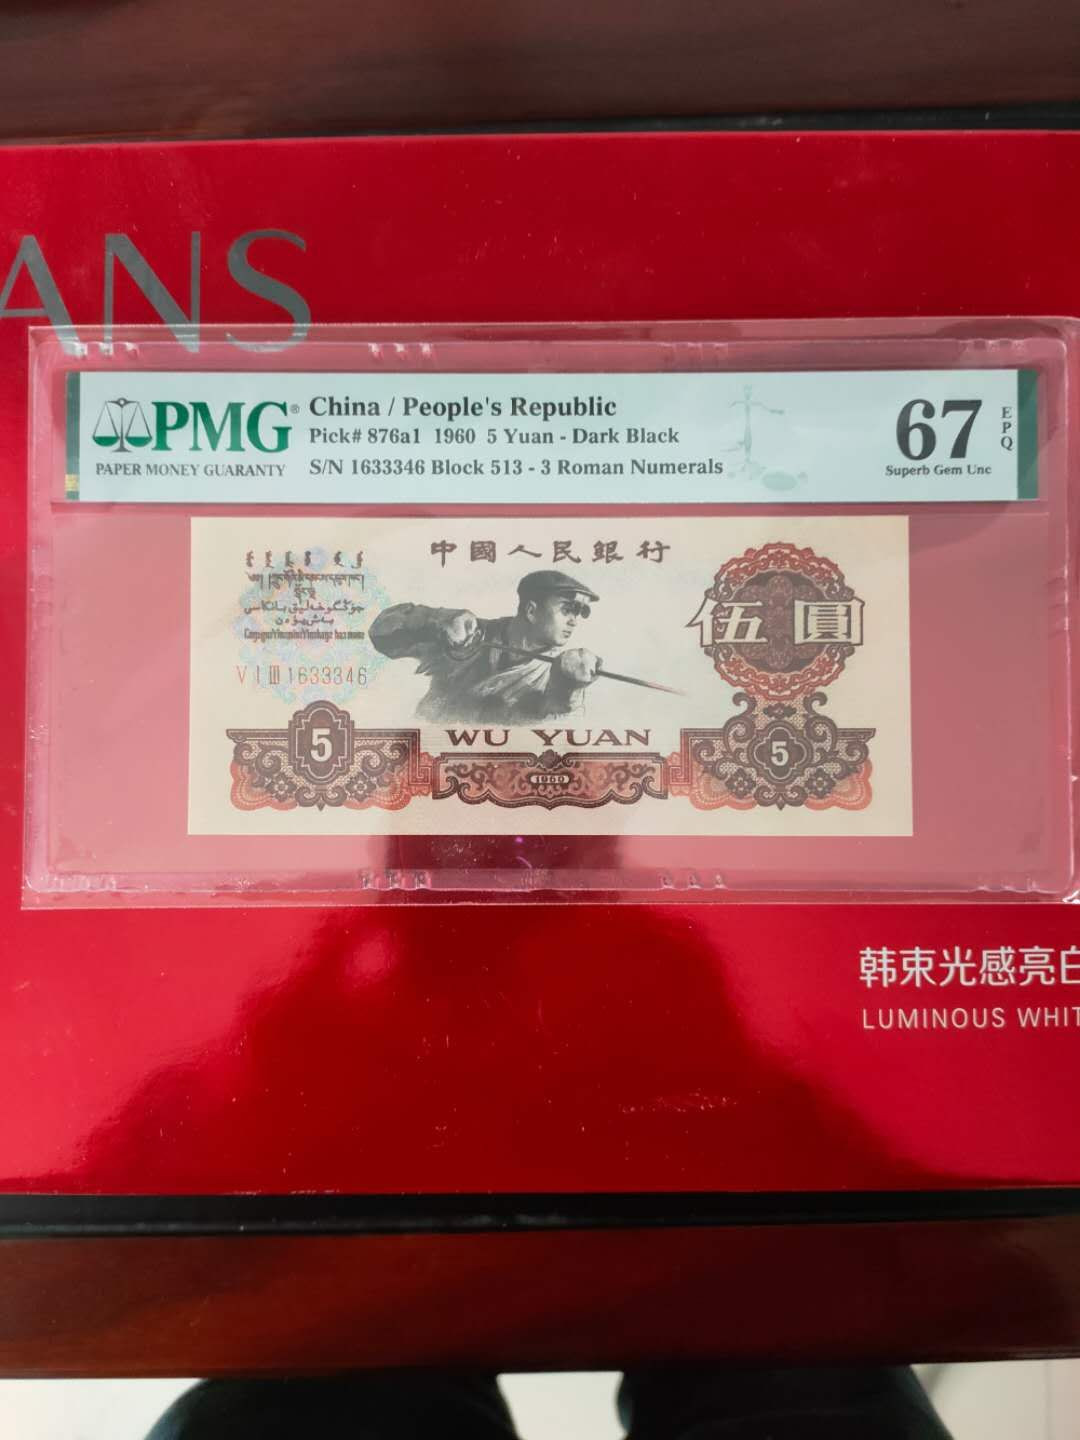 ANS
PMG®
PAPER MONEY GUARANTY
China / People's Republic
Pick# 876a1 1960 5 Yuan - Dark Black
S/N 1633346 Block 513 - 3 Roman Numerals
67
EPQ
Superb Gem Unc
中國人民銀行
V I III 1633346
伍圓
5
WU YUAN
1960
5
韩束光感亮白
LUMINOUS WHIT